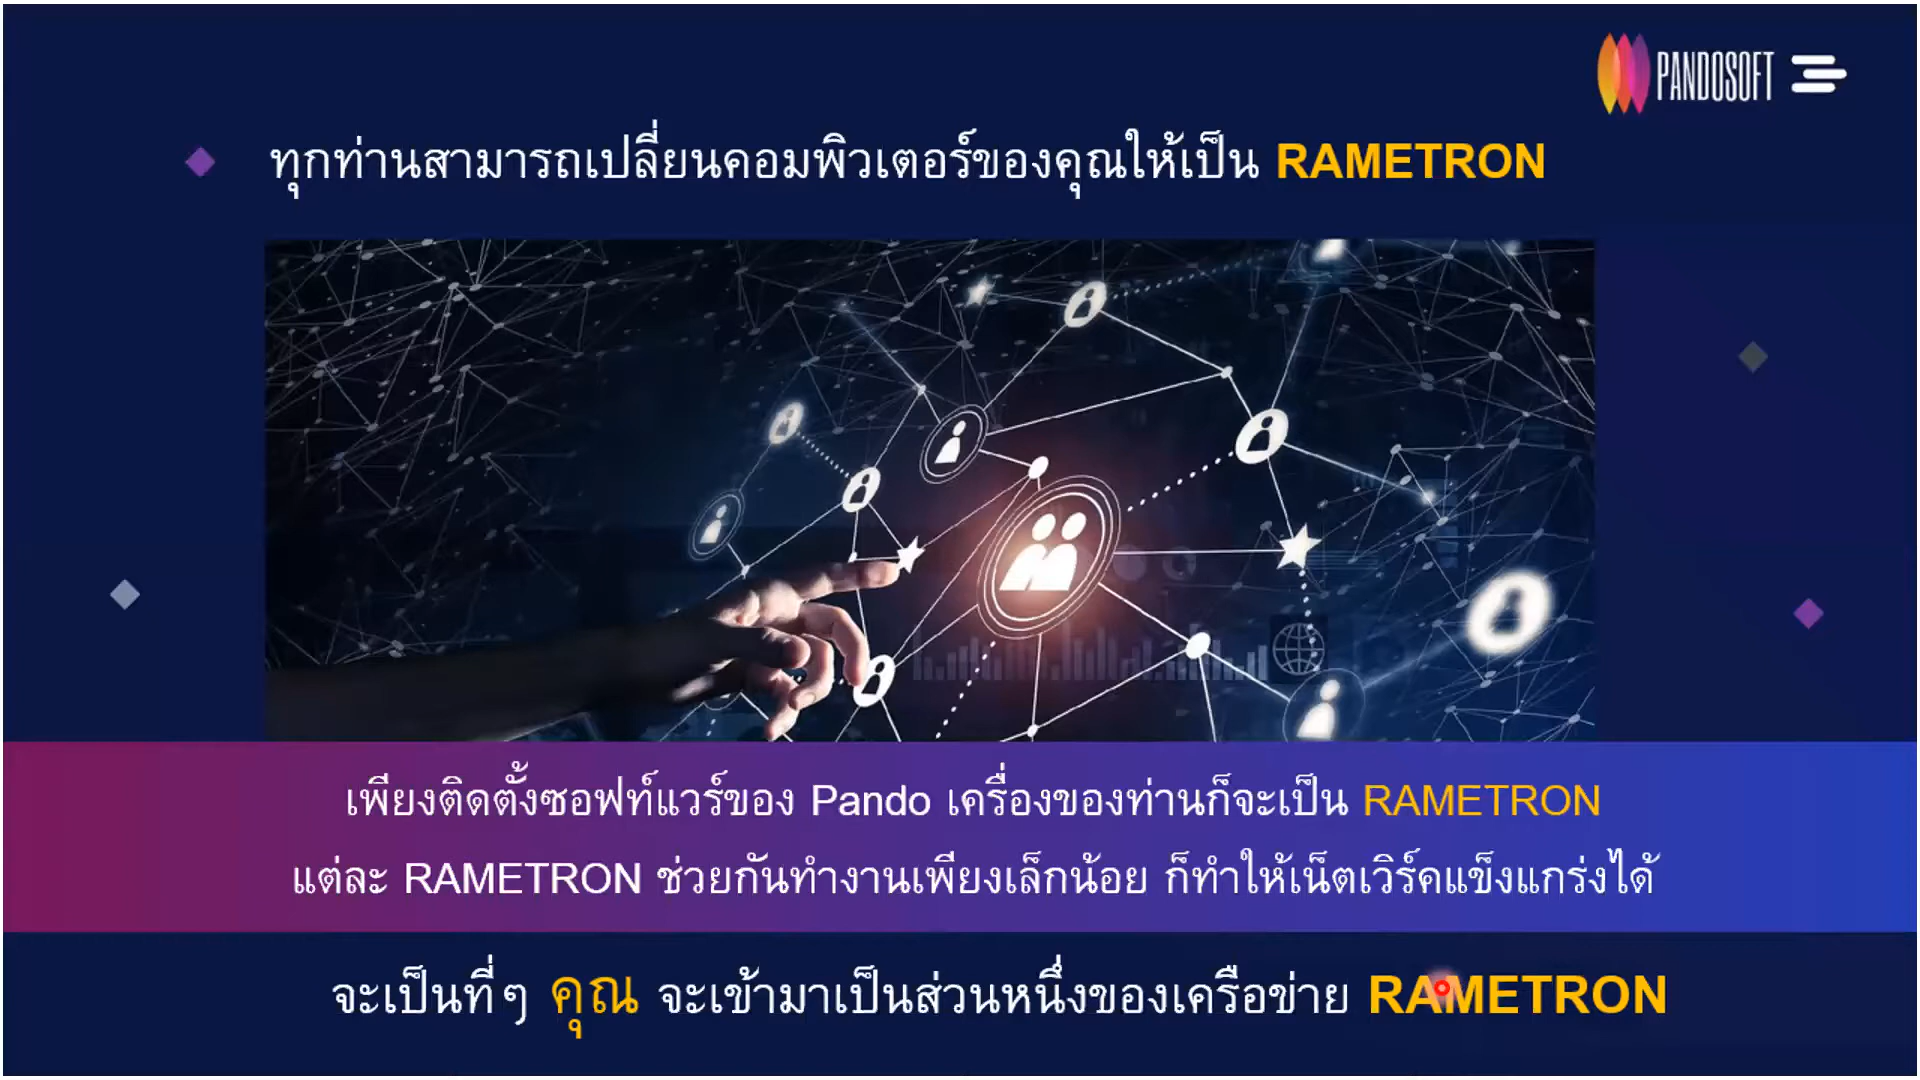 PANDOSOFT
ทุกท่านสามารถเปลี่ยนคอมพิวเตอร์ของคุณให้เป็น RAMETRON
เพียงติดตั้งซอฟท์แวร์ของ Pando เครื่องของท่านก็จะเป็น RAMETRON
แต่ละ RAMETRON ช่วยกันทำงานเพียงเล็กน้อย ก็ทำให้เน็ตเวิร์คแข็งแกร่งได้
จะเป็นที่ๆ คุณ จะเข้ามาเป็นส่วนหนึ่งของเครือข่าย RAMETRON